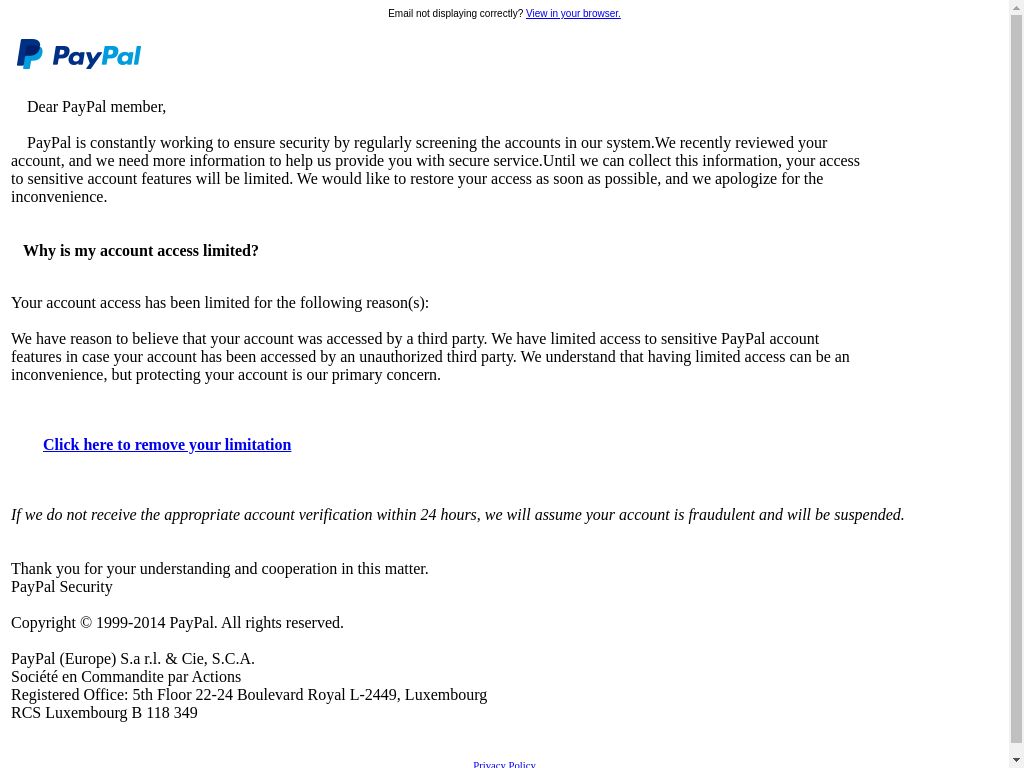 Email not displaying correctly? View in your browser.
PayPal
Dear PayPal member,
PayPal is constantly working to ensure security by regularly screening the accounts in our system.We recently reviewed your
account, and we need more information to help us provide you with secure service.Until we can collect this information, your access
to sensitive account features will be limited. We would like to restore your access as soon as possible, and we apologize for the
inconvenience.
Why is my account access limited?
Your account access has been limited for the following reason(s):
We have reason to believe that your account was accessed by a third party. We have limited access to sensitive PayPal account
features in case your account has been accessed by an unauthorized third party. We understand that having limited access can be an
inconvenience, but protecting your account is our primary concern.
Click here to remove your limitation
If we do not receive the appropriate account verification within 24 hours, we will assume your account is fraudulent and will be suspended.
Thank you for your understanding and cooperation in this matter.
PayPal Security
Copyright © 1999-2014 PayPal. All rights reserved.
PayPal (Europe) S.a r.l. & Cie, S.C.A.
Société en Commandite par Actions
Registered Office: 5th Floor 22-24 Boulevard Royal L-2449, Luxembourg
RCS Luxembourg B 118 349
Privacy Policy